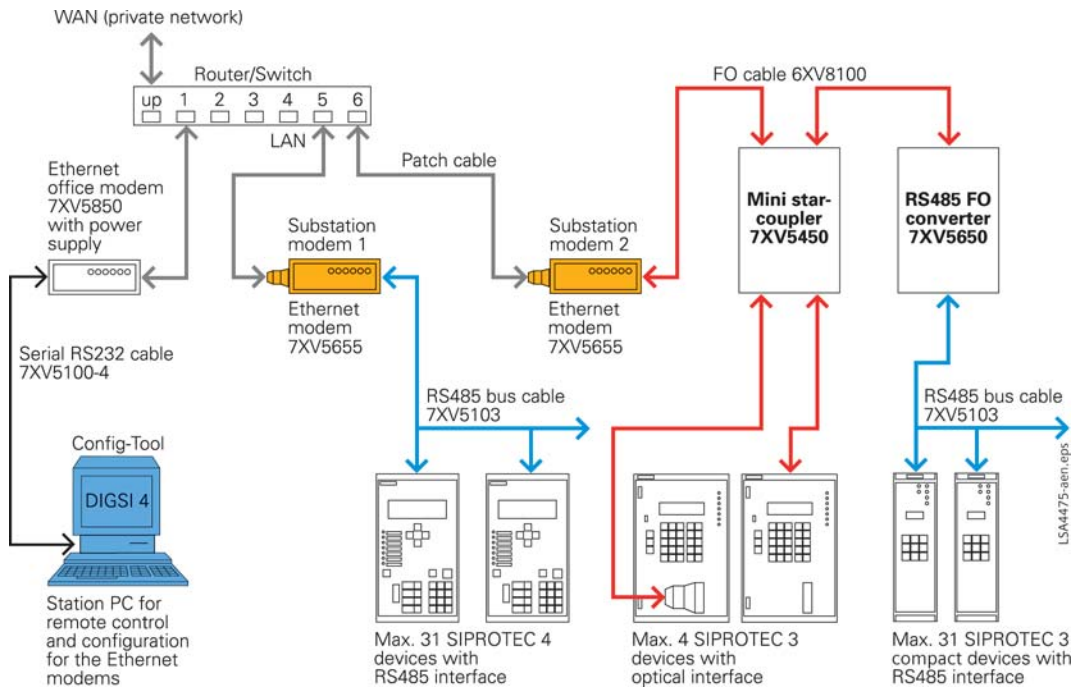 WAN (private network)
Router/Switch
up 1 2 3 4 5 6
LAN
FO cable 6XV8100
Patch cable
Ethernet
office modem
7XV5850
with power
supply
Substation
modem 1
Ethernet
modem
7XV5655
Substation
modem 2
Ethernet
modem
7XV5655
Mini star-
coupler
7XV5450
RS485 FO
converter
7XV5650
Serial RS232 cable
7XV5100-4
RS485 bus cable
7XV5103
RS485 bus cable
7XV5103
Config-Tool
DIGSI 4
Station PC for
remote control
and configuration
for the Ethernet
modems
Max. 31 SIPROTEC 4
devices with
RS485 interface
Max. 4 SIPROTEC 3
devices with
optical interface
Max. 31 SIPROTEC 3
compact devices with
RS485 interface
LSA4475-aen.eps